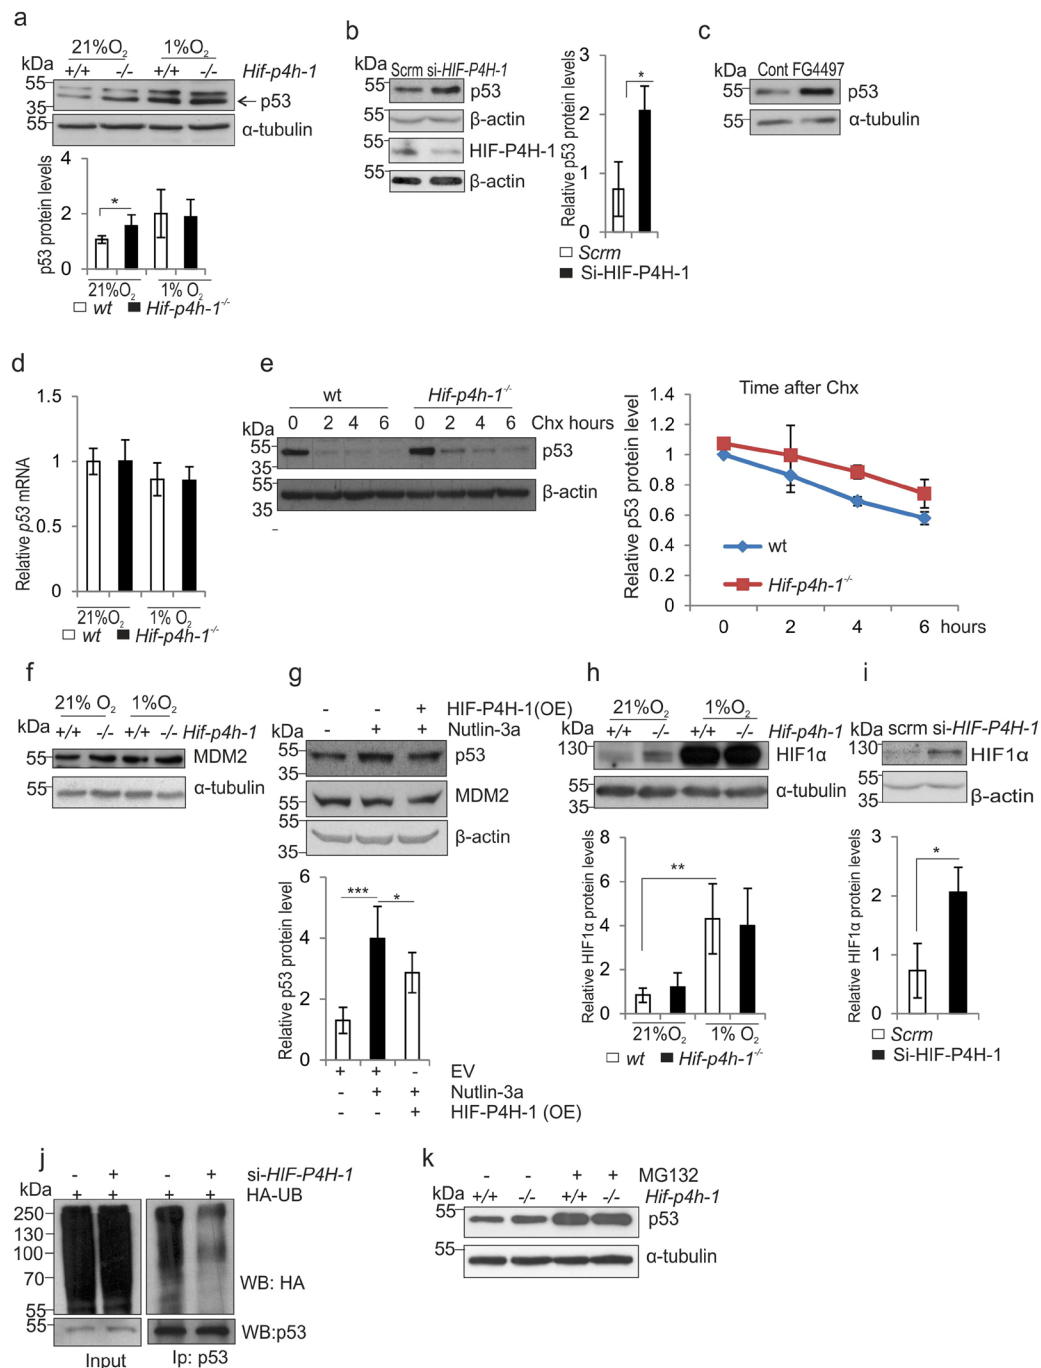 a
21%O2 1%O2
kDa +/+ -/- +/+ -/- Hif-p4h-1
55
35
p53
55
α-tubulin
p53 protein levels
4
2
0
*
21%O2 1% O2
wt Hif-p4h-1-/-
b
kDa Scrm si-HIF-P4H-1
55
p53
55
β-actin
HIF-P4H-1
55
β-actin
Relative p53 protein levels
3
2
1
0
*
Scrm
Si-HIF-P4H-1
c
kDa Cont FG4497
55
p53
55
α-tubulin
d
Relative p53 mRNA
1.5
1
0.5
0
21%O2 1% O2
wt Hif-p4h-1-/-
e
wt Hif-p4h-1-/-
0 2 4 6 0 2 4 6 Chx hours
kDa
55
35
p53
55
35
β-actin
Time after Chx
Relative p53 protein level
1.4
1.2
1
0.8
0.6
0.4
0.2
0
wt
Hif-p4h-1-/-
0 2 4 6 hours
f
21% O2 1%O2
kDa +/+ -/- +/+ -/- Hif-p4h-1
55
MDM2
55
α-tubulin
g
- - + HIF-P4H-1(OE)
- + + Nutlin-3a
kDa
55
35
p53
55
MDM2
55
35
β-actin
Relative p53 protein level
6
4
2
0
*** *
+ + - EV
- + + Nutlin-3a
- - + HIF-P4H-1 (OE)
h
21%O2 1%O2
kDa +/+ -/- +/+ -/- Hif-p4h-1
130
HIF1α
55
35
α-tubulin
Relative HIF1α protein levels
8
6
4
2
0
**
21%O2 1% O2
wt Hif-p4h-1-/-
i
kDa scrm si-HIF-P4H-1
130
HIF1α
55
35
β-actin
Relative HIF1α protein levels
3
2
1
0
*
Scrm
Si-HIF-P4H-1
j
- + - + si-HIF-P4H-1
kDa + + + + HA-UB
250
130
100
70
55
WB: HA
55
WB:p53
Input Ip: p53
k
- - + + MG132
kDa +/+ -/- +/+ -/- Hif-p4h-1
55
p53
55
α-tubulin